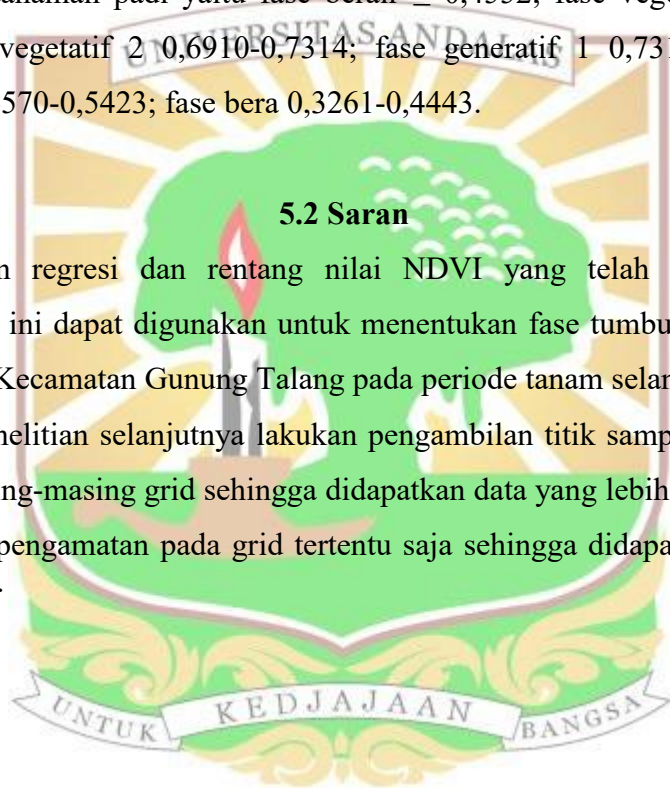 tanaman padi yaitu fase berair ≤ 0,4352; fase vege
vegetatif 2 0,6910-0,7314; fase generatif 1 0,731
UNIVERSITAS ANDALAS
570-0,5423; fase bera 0,3261-0,4443.
5.2 Saran
n regresi dan rentang nilai NDVI yang telah
ini dapat digunakan untuk menentukan fase tumbu
Kecamatan Gunung Talang pada periode tanam selan
nelitian selanjutnya lakukan pengambilan titik samp
ing-masing grid sehingga didapatkan data yang lebih
pengamatan pada grid tertentu saja sehingga didapa
UNTUK KEDJAJAAN BANGSA